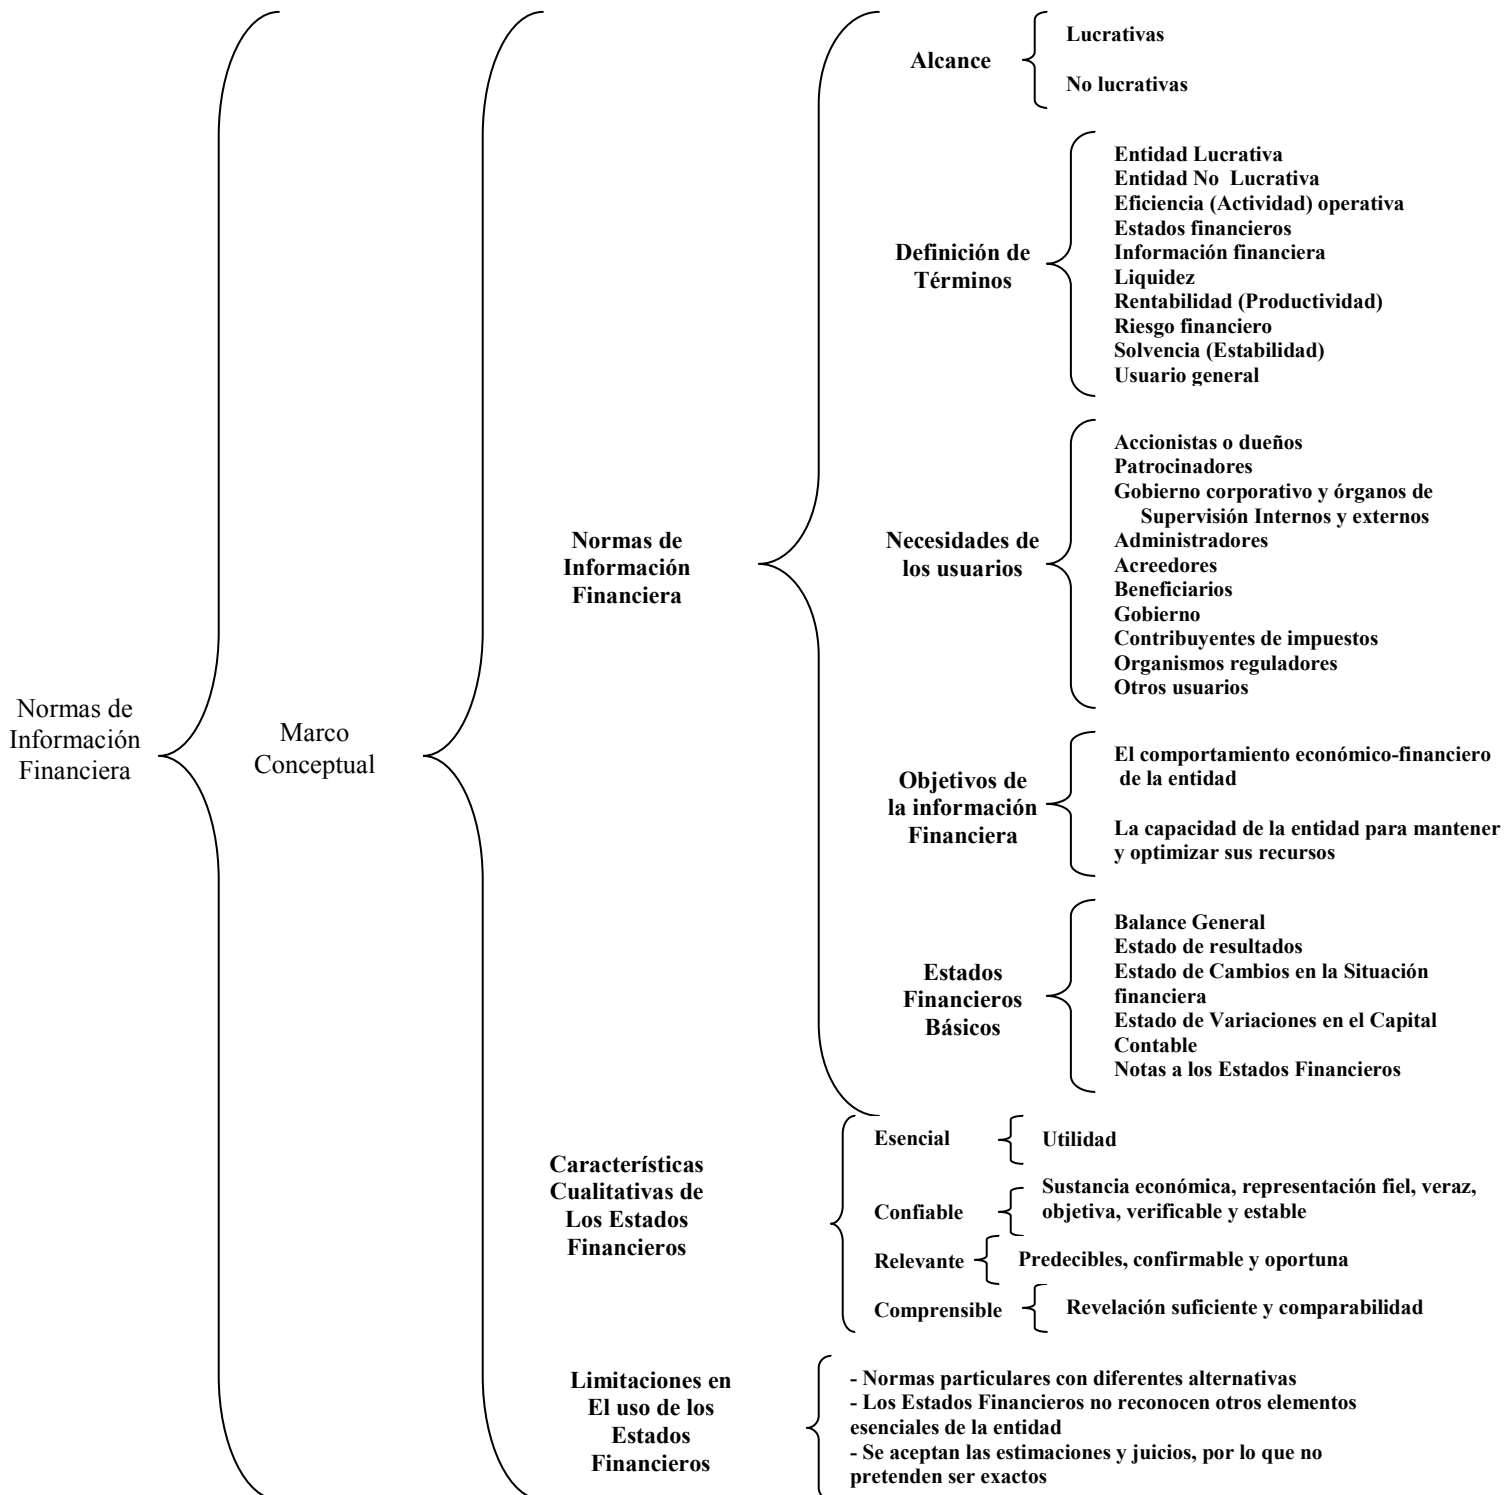 Normas de
Información
Financiera
Marco
Conceptual
Normas de
Información
Financiera
Alcance
Lucrativas
No lucrativas
Definición de
Términos
Entidad Lucrativa
Entidad No Lucrativa
Eficiencia (Actividad) operativa
Estados financieros
Información financiera
Liquidez
Rentabilidad (Productividad)
Riesgo financiero
Solvencia (Estabilidad)
Usuario general
Necesidades de
los usuarios
Accionistas o dueños
Patrocinadores
Gobierno corporativo y órganos de
Supervisión Internos y externos
Administradores
Acreedores
Beneficiarios
Gobierno
Contribuyentes de impuestos
Organismos reguladores
Otros usuarios
Objetivos de
la información
Financiera
El comportamiento económico-financiero
de la entidad
La capacidad de la entidad para mantener
y optimizar sus recursos
Estados
Financieros
Básicos
Balance General
Estado de resultados
Estado de Cambios en la Situación
financiera
Estado de Variaciones en el Capital
Contable
Notas a los Estados Financieros
Característísticas
Cualitativas de
Los Estados
Financieros
Esencial
Utilidad
Confiable
Sustancia económica, representación fiel, veraz,
objetiva, verificable y estable
Relevante
Predecibles, confirmable y oportuna
Comprensible
Revelación suficiente y comparabilidad
Limitaciones en
El uso de los
Estados
Financieros
- Normas particulares con diferentes alternativas
- Los Estados Financieros no reconocen otros elementos
esenciales de la entidad
- Se aceptan las estimaciones y juicios, por lo que no
pretenden ser exactos